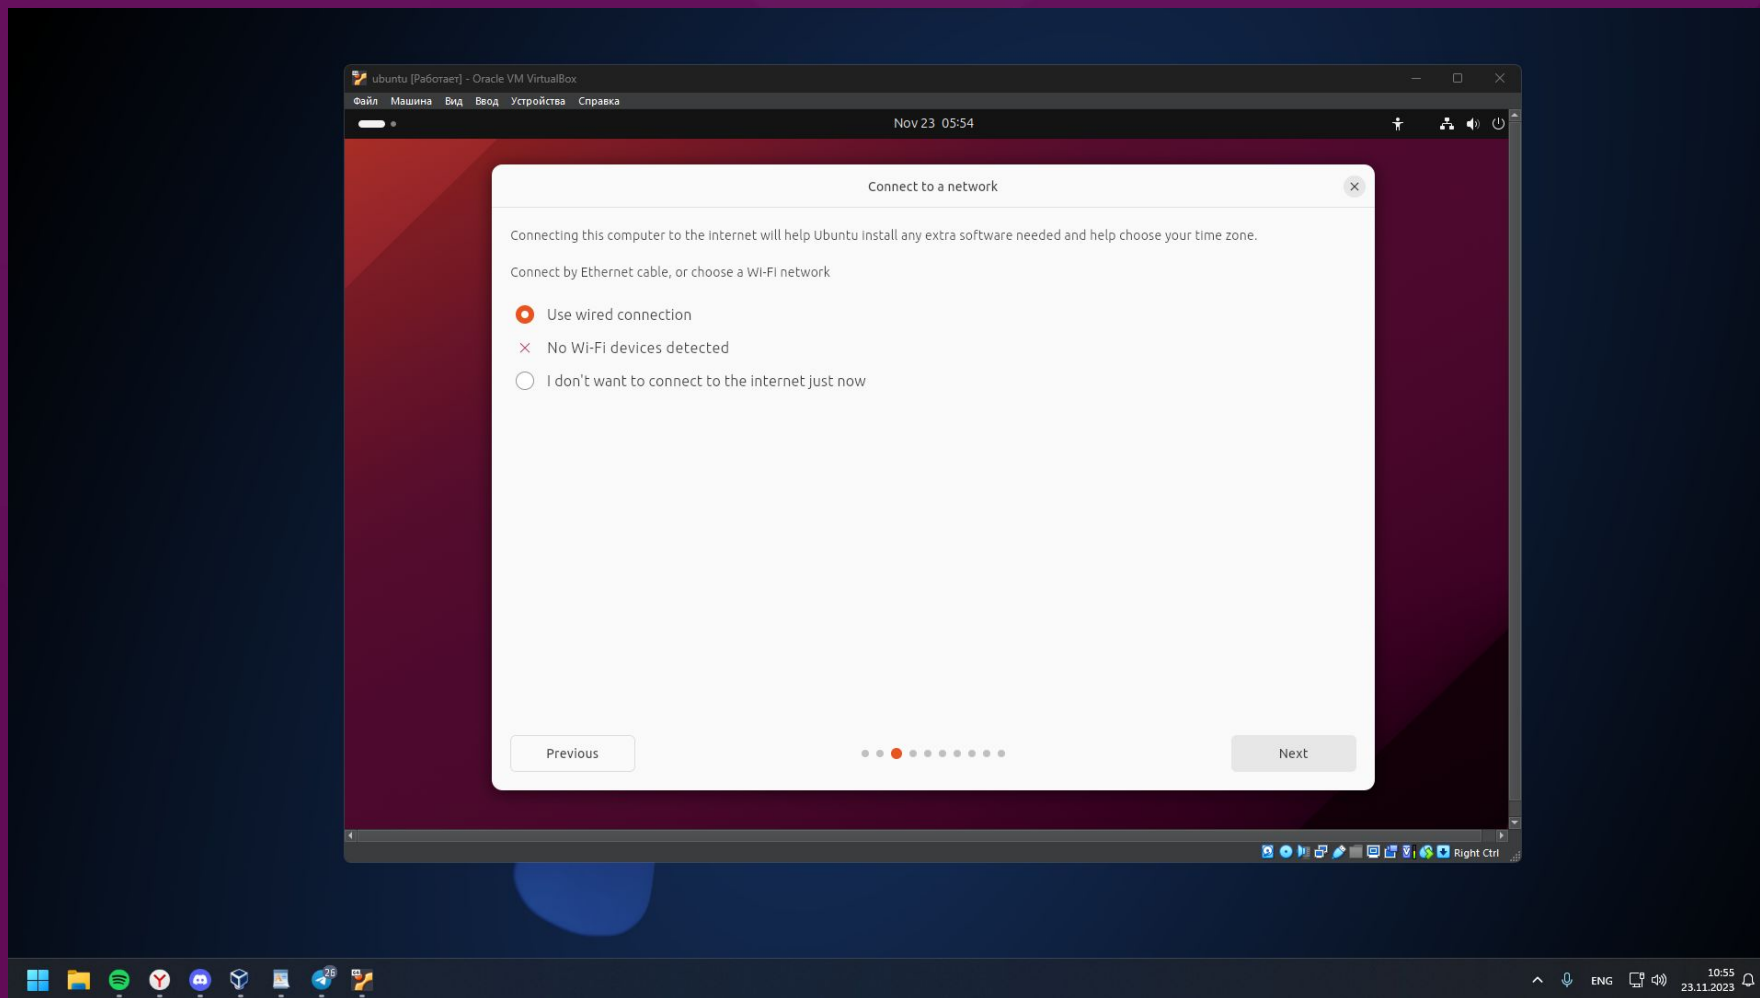 ubuntu [Работает] - Oracle VM VirtualBox
Файл Машина Вид Ввод Устройства Справка
Nov 23 05:54
Connect to a network
Connecting this computer to the internet will help Ubuntu install any extra software needed and help choose your time zone.
Connect by Ethernet cable, or choose a Wi-Fi network
Use wired connection
No Wi-Fi devices detected
I don't want to connect to the internet just now
Previous
Next
Right Ctrl
26
ENG
10:55
23.11.2023